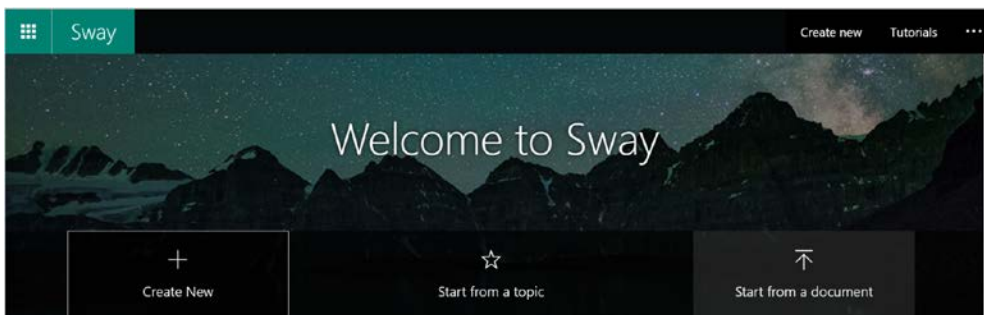 Sway
Create new
Tutorials
Welcome to Sway
Create New
Start from a topic
Start from a document